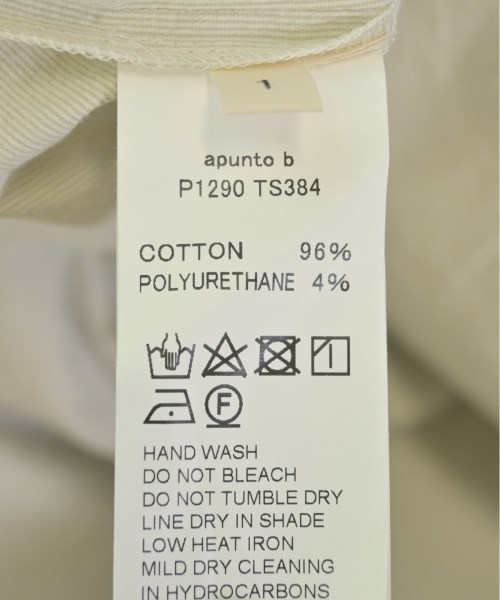 apunto b
P1290 TS384
COTTON 96%
POLYURETHANE 4%
F
HAND WASH
DO NOT BLEACH
DO NOT TUMBLE DRY
LINE DRY IN SHADE
LOW HEAT IRON
MILD DRY CLEANING
IN HYDROCARBONS